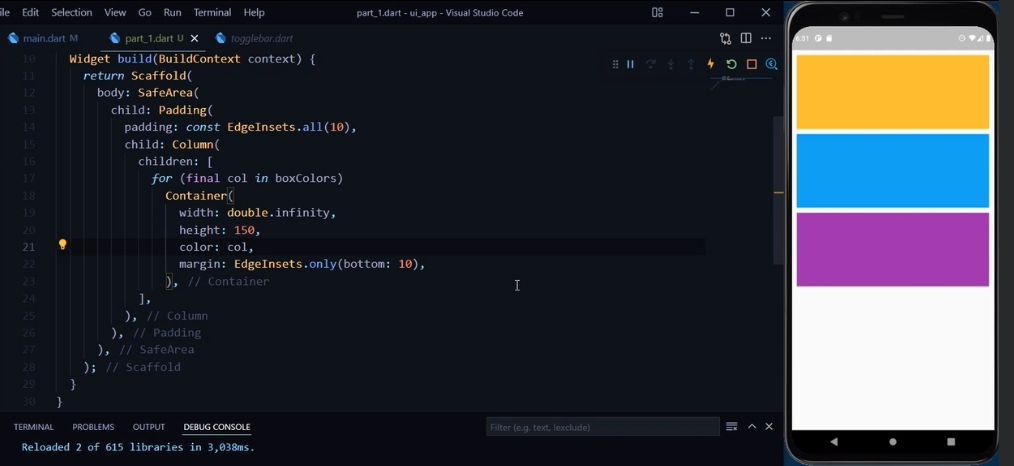 ile Edit Selection View Go Run Terminal Help part_1.dart - ui_app - Visual Studio Code
main.dart M part_1.dart U togglebar.dart
6:31
10 Widget build(BuildContext context) {
11 return Scaffold(
12 body: SafeArea(
13 child: Padding(
14 padding: const EdgeInsets.all(10),
15 child: Column(
16 children: [
17 for (final col in boxColors)
18 Container(
19 width: double.infinity,
20 height: 150,
21 color: col,
22 margin: EdgeInsets.only(bottom: 10),
23 ), // Container
24 ],
25 ), // Column
26 ), // Padding
27 ), // SafeArea
28 ); // Scaffold
29 }
30 }
TERMINAL PROBLEMS OUTPUT DEBUG CONSOLE Filter (e.g. text, !exclude)
Reloaded 2 of 615 libraries in 3,038ms.